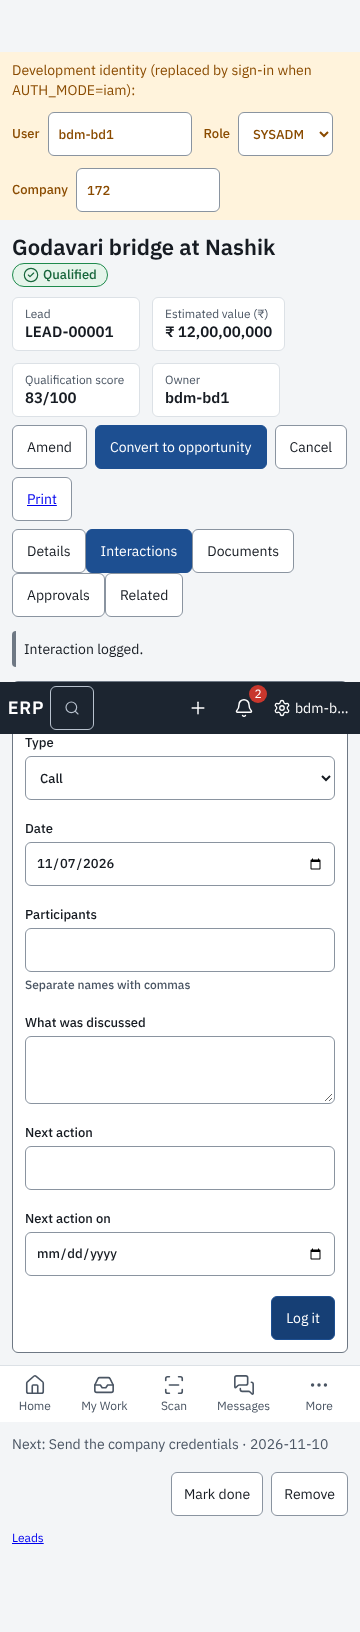 Development identity (replaced by sign-in when
AUTH_MODE=iam):
User bdm-bd1 Role SYSADM
Company 172
Godavari bridge at Nashik
Qualified
Lead
LEAD-00001
Estimated value (₹)
₹ 12,00,00,000
Qualification score
83/100
Owner
bdm-bd1
Amend Convert to opportunity Cancel
Print
Details Interactions Documents
Approvals Related
Interaction logged.
ERP 2 bdm-b...
Type
Call
Date
11/07/2026
Participants
Separate names with commas
What was discussed
Next action
Next action on
mm/dd/yyyy
Log it
Home My Work Scan Messages More
Next: Send the company credentials · 2026-11-10
Mark done Remove
Leads